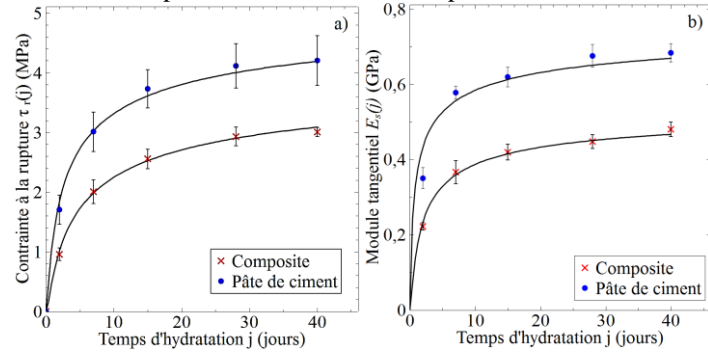 a)
Contrainte à la rupture τ_r(j) (MPa)
5
4
3
2
1
0
0 10 20 30 40
Temps d'hydratation j (jours)
Composite
Pâte de ciment
b)
Module tangentiel E_s(j) (GPa)
0,8
0,6
0,4
0,2
0
0 10 20 30 40
Temps d'hydratation j (jours)
Composite
Pâte de ciment